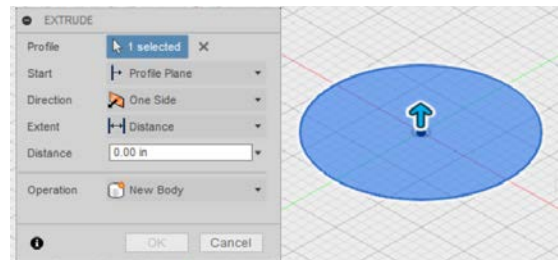 EXTRUDE
Profile 1 selected
Start Profile Plane
Direction One Side
Extent Distance
Distance 0.00 in
Operation New Body
OK Cancel